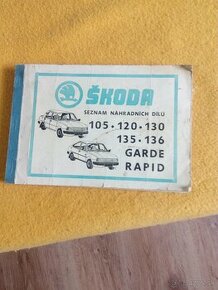 ŠKODA
SEZNAM NÁHRADNÍCH DÍLŮ
105 • 120 • 130
135 • 136
GARDE
RAPID